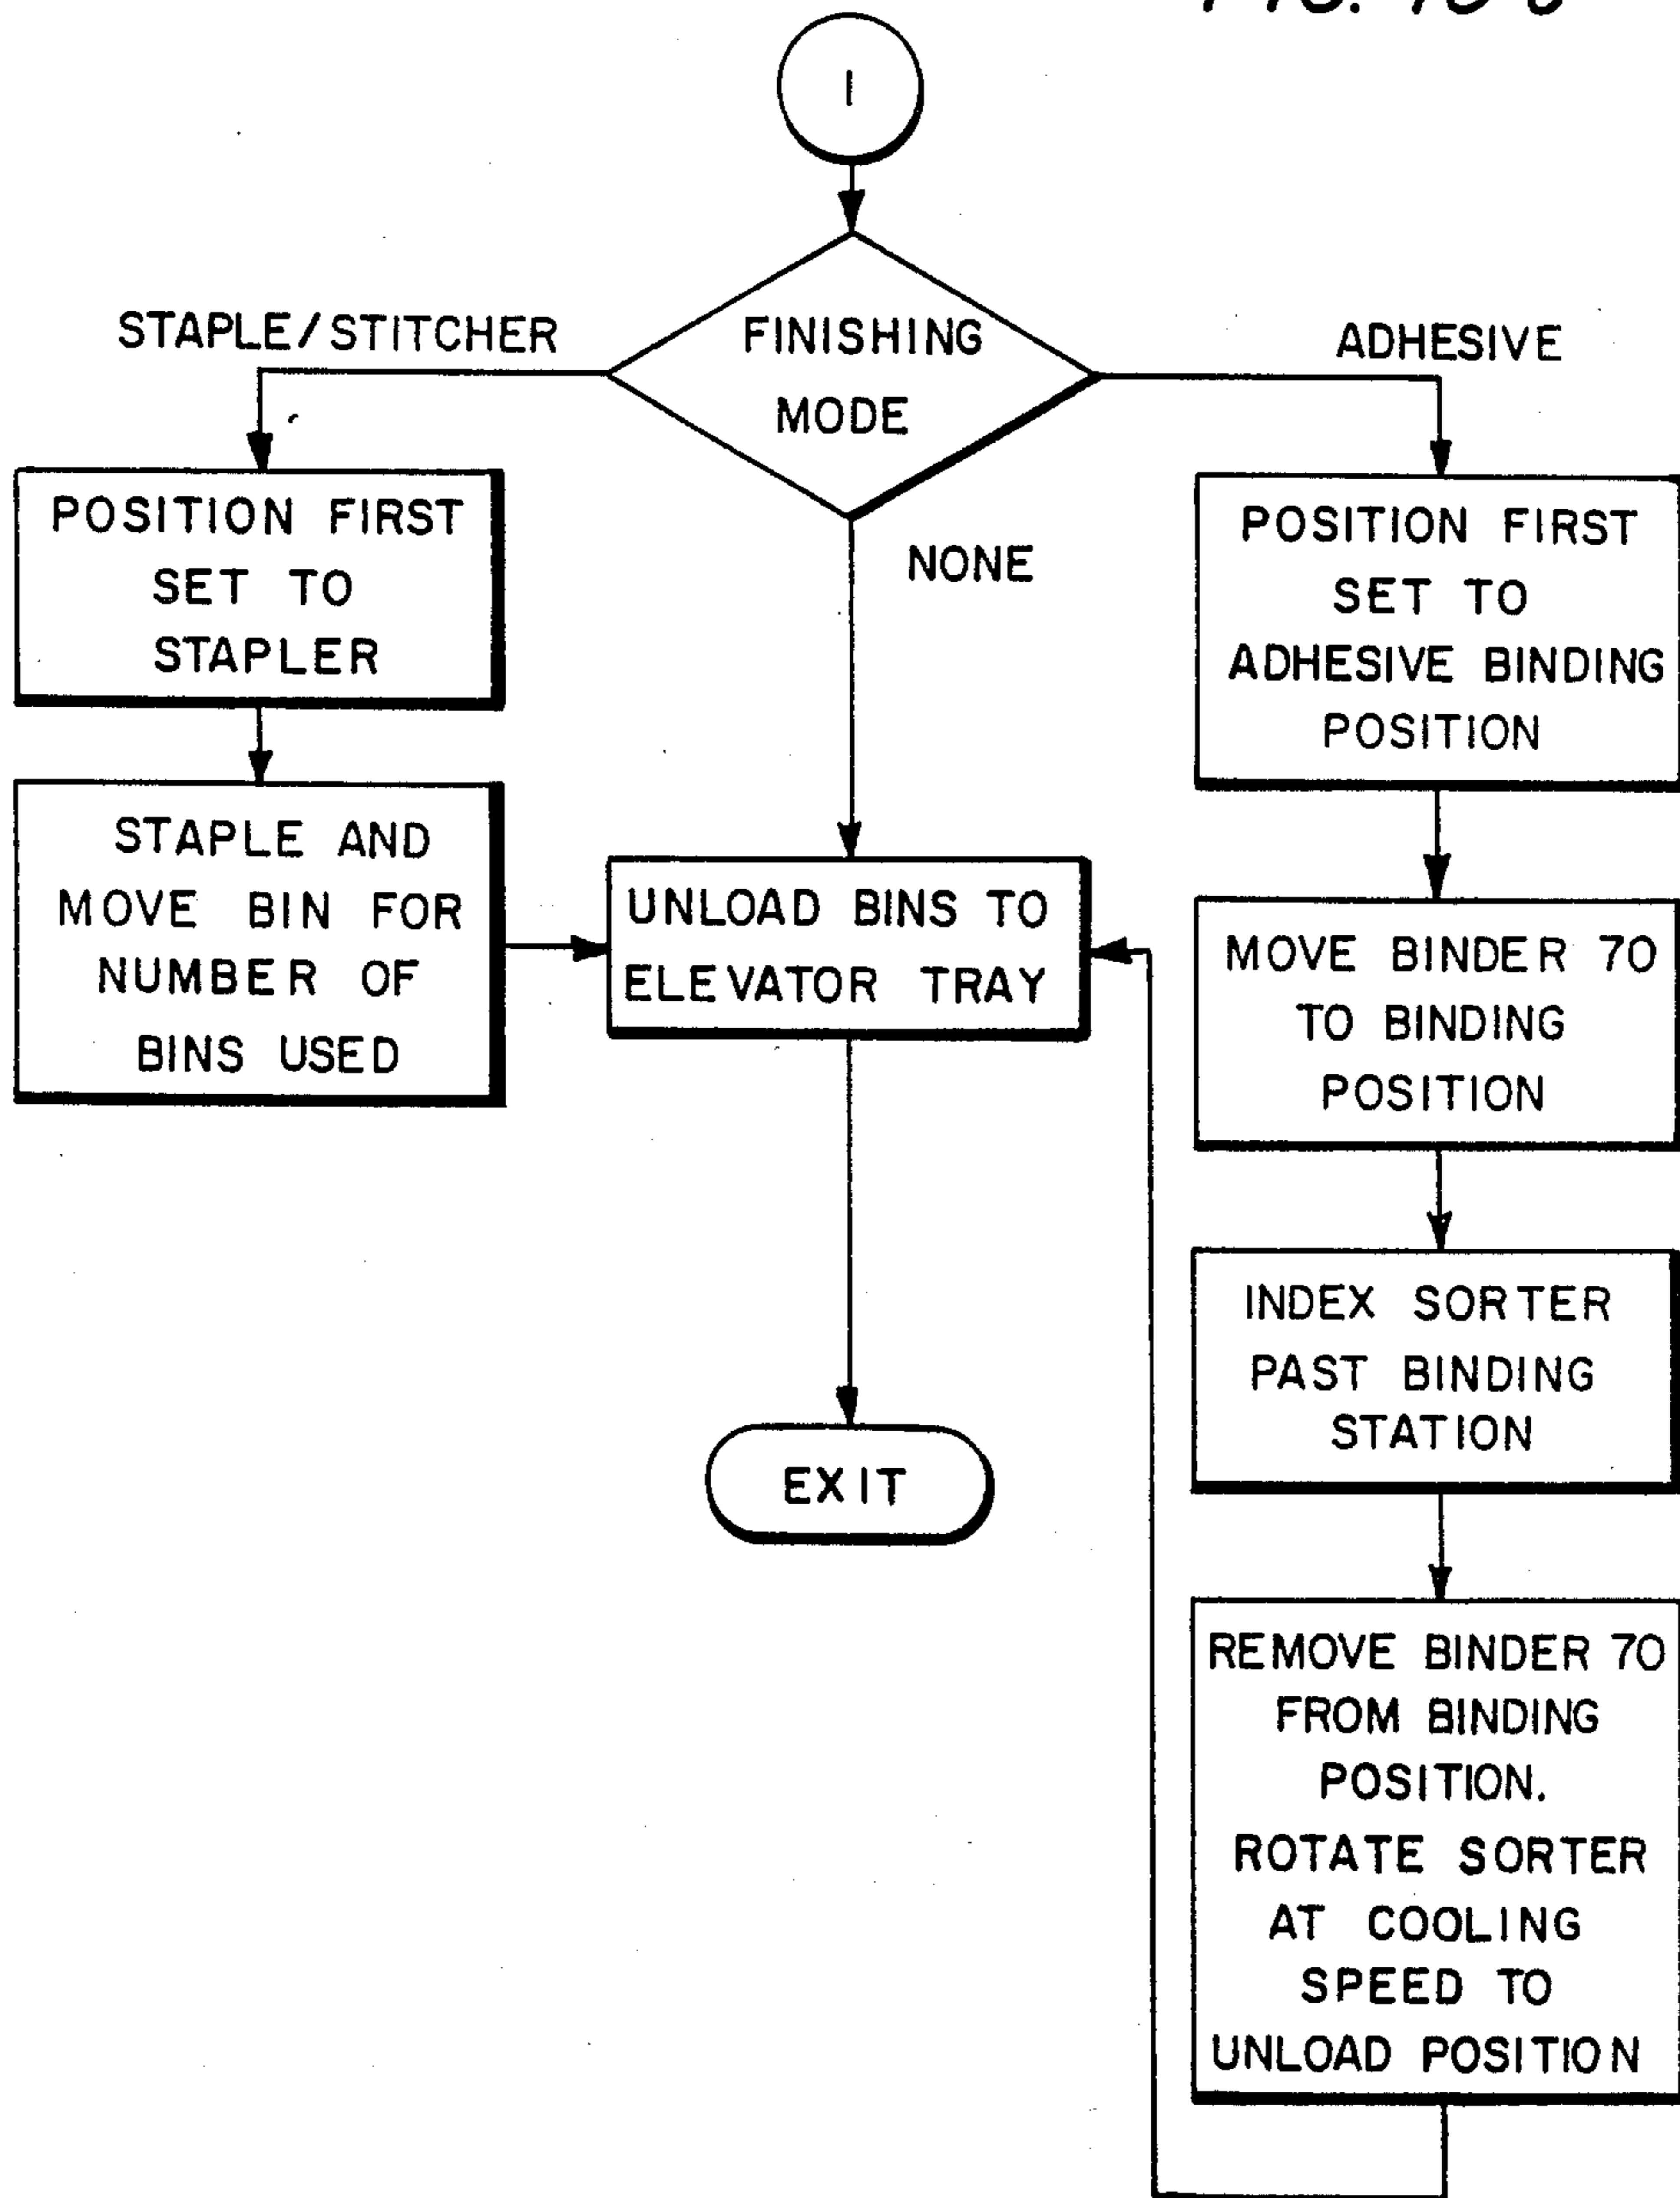 I
FINISHING
MODE
STAPLE/STITCHER
ADHESIVE
NONE
POSITION FIRST
SET TO
STAPLER
STAPLE AND
MOVE BIN FOR
NUMBER OF
BINS USED
UNLOAD BINS TO
ELEVATOR TRAY
EXIT
POSITION FIRST
SET TO
ADHESIVE BINDING
POSITION
MOVE BINDER 70
TO BINDING
POSITION
INDEX SORTER
PAST BINDING
STATION
REMOVE BINDER 70
FROM BINDING
POSITION.
ROTATE SORTER
AT COOLING
SPEED TO
UNLOAD POSITION